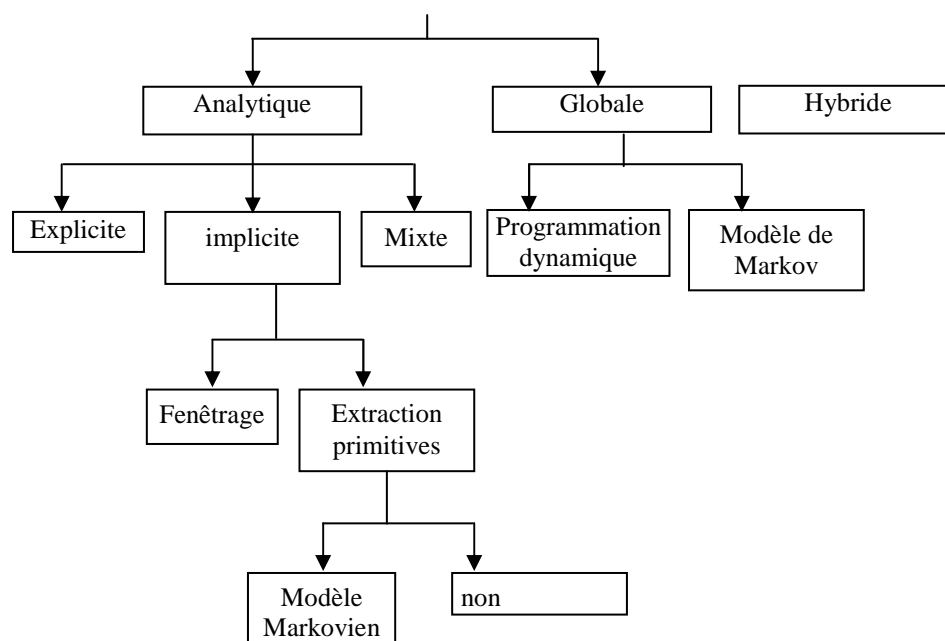 Analytique
Globale
Hybride
Explicite
implicite
Mixte
Programmation
dynamique
Modèle de
Markov
Fenêtrage
Extraction
primitives
Modèle
Markovien
non